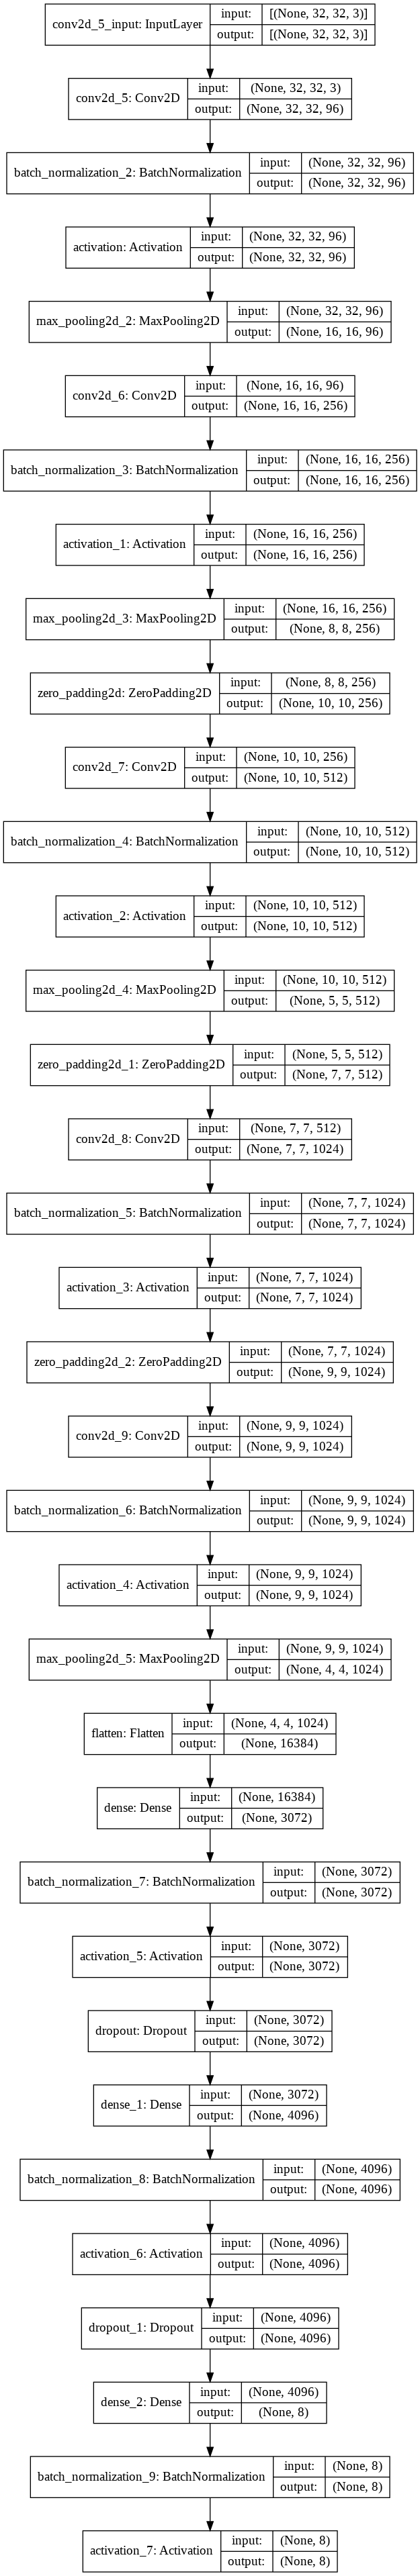 conv2d_5_input: InputLayer
input: [(None, 32, 32, 3)]
output: [(None, 32, 32, 3)]
conv2d_5: Conv2D
input: (None, 32, 32, 3)
output: (None, 32, 32, 96)
batch_normalization_2: BatchNormalization
input: (None, 32, 32, 96)
output: (None, 32, 32, 96)
activation: Activation
input: (None, 32, 32, 96)
output: (None, 32, 32, 96)
max_pooling2d_2: MaxPooling2D
input: (None, 32, 32, 96)
output: (None, 16, 16, 96)
conv2d_6: Conv2D
input: (None, 16, 16, 96)
output: (None, 16, 16, 256)
batch_normalization_3: BatchNormalization
input: (None, 16, 16, 256)
output: (None, 16, 16, 256)
activation_1: Activation
input: (None, 16, 16, 256)
output: (None, 16, 16, 256)
max_pooling2d_3: MaxPooling2D
input: (None, 16, 16, 256)
output: (None, 8, 8, 256)
zero_padding2d: ZeroPadding2D
input: (None, 8, 8, 256)
output: (None, 10, 10, 256)
conv2d_7: Conv2D
input: (None, 10, 10, 256)
output: (None, 10, 10, 512)
batch_normalization_4: BatchNormalization
input: (None, 10, 10, 512)
output: (None, 10, 10, 512)
activation_2: Activation
input: (None, 10, 10, 512)
output: (None, 10, 10, 512)
max_pooling2d_4: MaxPooling2D
input: (None, 10, 10, 512)
output: (None, 5, 5, 512)
zero_padding2d_1: ZeroPadding2D
input: (None, 5, 5, 512)
output: (None, 7, 7, 512)
conv2d_8: Conv2D
input: (None, 7, 7, 512)
output: (None, 7, 7, 1024)
batch_normalization_5: BatchNormalization
input: (None, 7, 7, 1024)
output: (None, 7, 7, 1024)
activation_3: Activation
input: (None, 7, 7, 1024)
output: (None, 7, 7, 1024)
zero_padding2d_2: ZeroPadding2D
input: (None, 7, 7, 1024)
output: (None, 9, 9, 1024)
conv2d_9: Conv2D
input: (None, 9, 9, 1024)
output: (None, 9, 9, 1024)
batch_normalization_6: BatchNormalization
input: (None, 9, 9, 1024)
output: (None, 9, 9, 1024)
activation_4: Activation
input: (None, 9, 9, 1024)
output: (None, 9, 9, 1024)
max_pooling2d_5: MaxPooling2D
input: (None, 9, 9, 1024)
output: (None, 4, 4, 1024)
flatten: Flatten
input: (None, 4, 4, 1024)
output: (None, 16384)
dense: Dense
input: (None, 16384)
output: (None, 3072)
batch_normalization_7: BatchNormalization
input: (None, 3072)
output: (None, 3072)
activation_5: Activation
input: (None, 3072)
output: (None, 3072)
dropout: Dropout
input: (None, 3072)
output: (None, 3072)
dense_1: Dense
input: (None, 3072)
output: (None, 4096)
batch_normalization_8: BatchNormalization
input: (None, 4096)
output: (None, 4096)
activation_6: Activation
input: (None, 4096)
output: (None, 4096)
dropout_1: Dropout
input: (None, 4096)
output: (None, 4096)
dense_2: Dense
input: (None, 4096)
output: (None, 8)
batch_normalization_9: BatchNormalization
input: (None, 8)
output: (None, 8)
activation_7: Activation
input: (None, 8)
output: (None, 8)